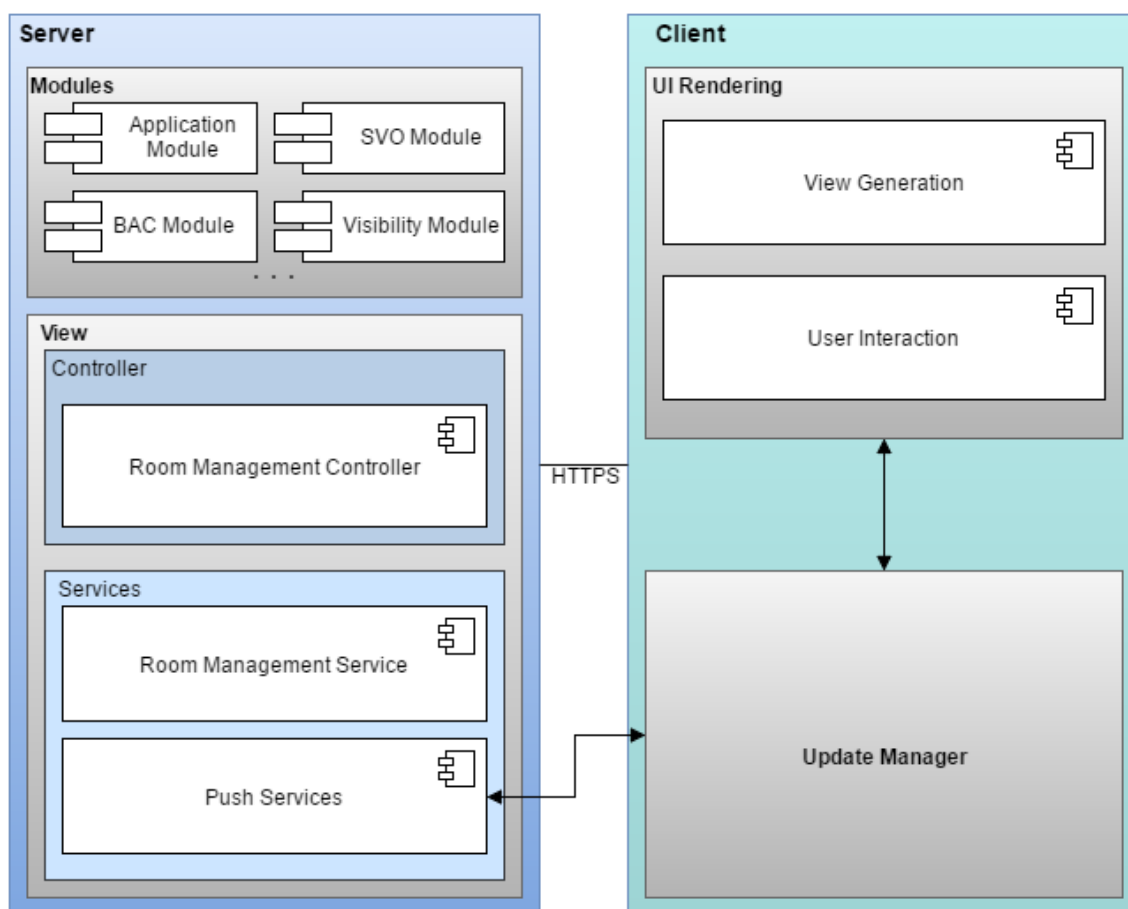 Server
Modules
Application
Module
SVO Module
BAC Module
Visibility Module
. . .
View
Controller
Room Management Controller
Services
Room Management Service
Push Services
HTTPS
Client
UI Rendering
View Generation
User Interaction
Update Manager